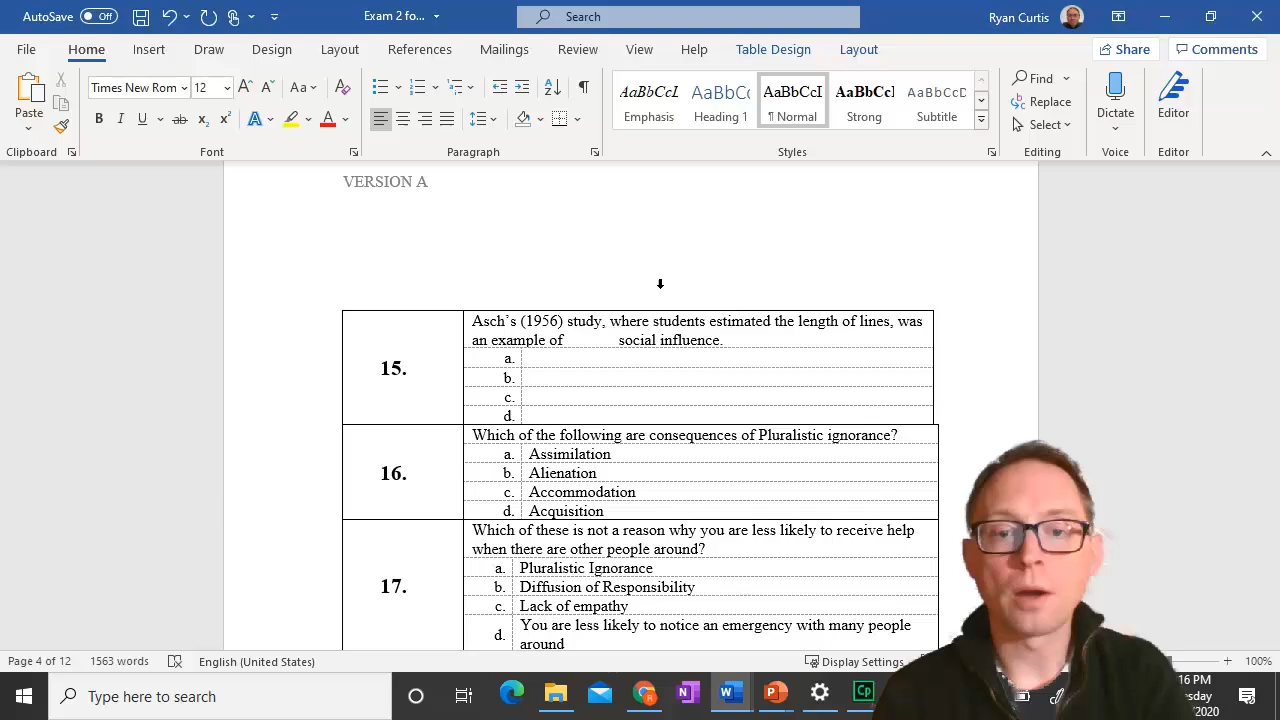 AutoSave Off Exam 2 fo... Search Ryan Curtis
File Home Insert Draw Design Layout References Mailings Review View Help Table Design Layout Share Comments
Times New Rom 12 Aa Find
Paste B I U ab x₂ x² A A AaBbCcI AaBbCc AaBbCcI AaBbCcI AaBbCcD Replace Dictate Editor
Emphasis Heading 1 ¶ Normal Strong Subtitle Select
Clipboard Font Paragraph Styles Editing Voice Editor
VERSION A
15.
Asch's (1956) study, where students estimated the length of lines, was
an example of social influence.
a.
b.
c.
d.
16.
Which of the following are consequences of Pluralistic ignorance?
a. Assimilation
b. Alienation
c. Accommodation
d. Acquisition
17.
Which of these is not a reason why you are less likely to receive help
when there are other people around?
a. Pluralistic Ignorance
b. Diffusion of Responsibility
c. Lack of empathy
d. You are less likely to notice an emergency with many people
around
Page 4 of 12 1563 words English (United States) Display Settings 100%
Type here to search
16 PM
/2020